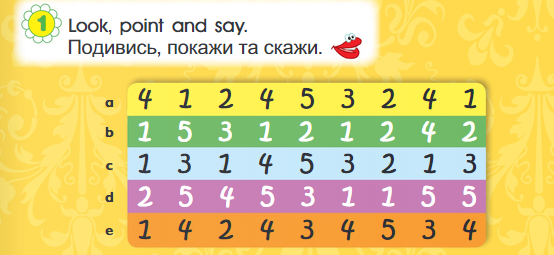 1 Look, point and say.
Подивись, покажи та скажи.
a 4 1 2 4 5 3 2 4 1
b 1 5 3 1 2 1 2 4 2
c 1 3 1 4 5 3 2 1 3
d 2 5 4 5 3 1 1 5 5
e 1 4 2 4 3 4 5 3 4